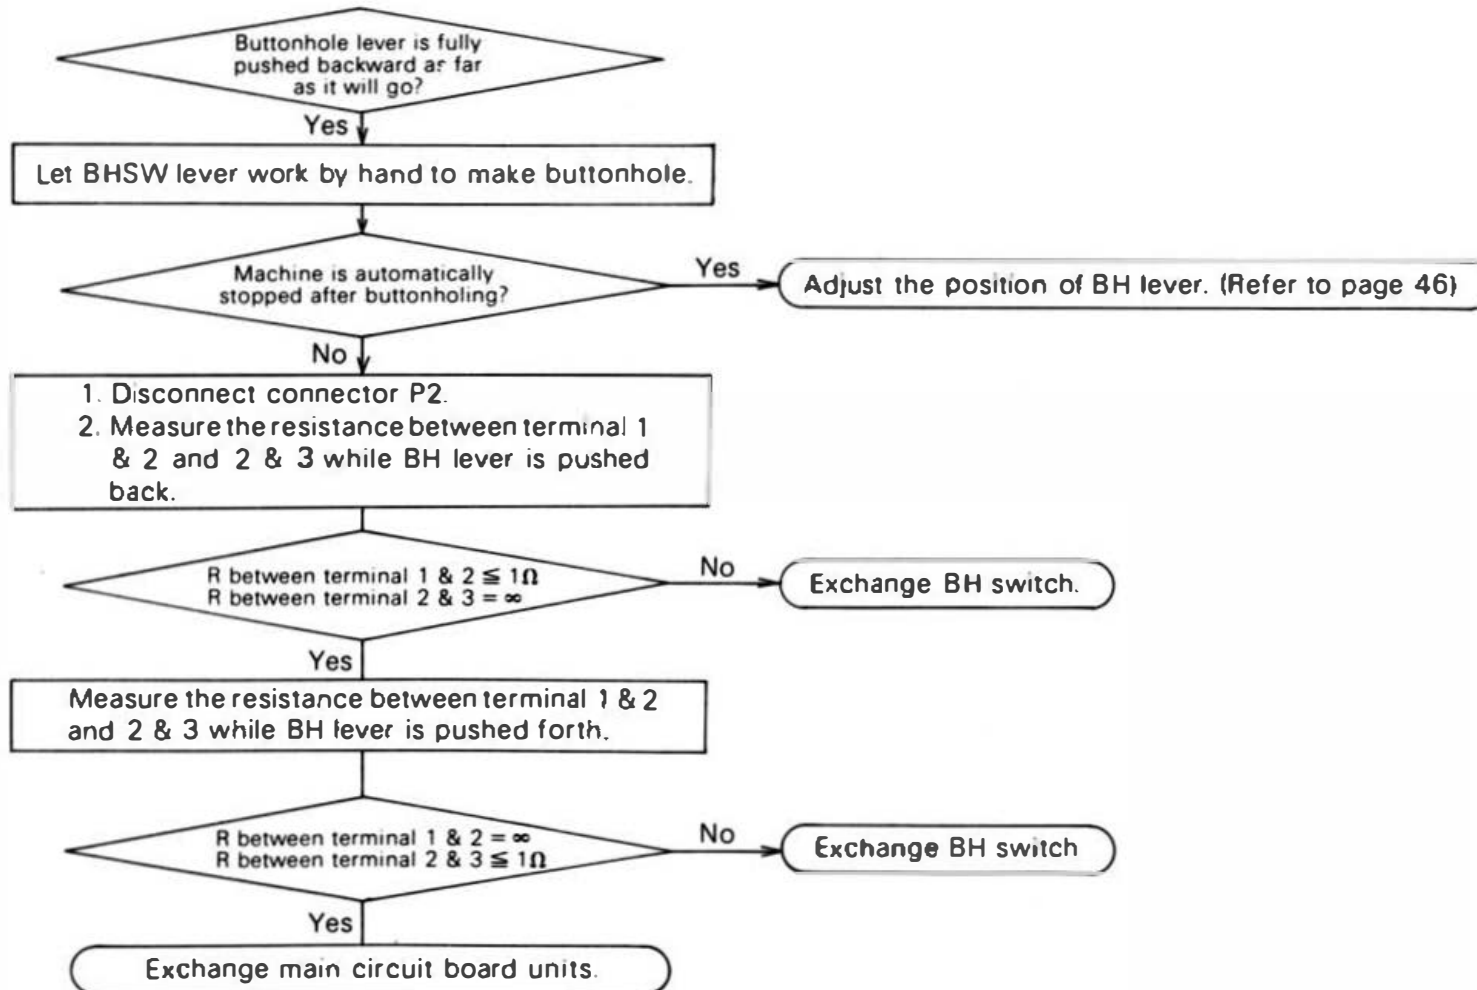 Buttonhole lever is fully
pushed backward as far
as it will go?
Yes
Let BHSW lever work by hand to make buttonhole.
Machine is automatically
stopped after buttonholing?
Yes
Adjust the position of BH lever. (Refer to page 46)
No
1. Disconnect connector P2.
2. Measure the resistance between terminal 1
& 2 and 2 & 3 while BH lever is pushed
back.
R between terminal 1 & 2 ≦ 1Ω
R between terminal 2 & 3 = ∞
No
Exchange BH switch.
Yes
Measure the resistance between terminal 1 & 2
and 2 & 3 while BH lever is pushed forth.
R between terminal 1 & 2 = ∞
R between terminal 2 & 3 ≦ 1Ω
No
Exchange BH switch
Yes
Exchange main circuit board units.